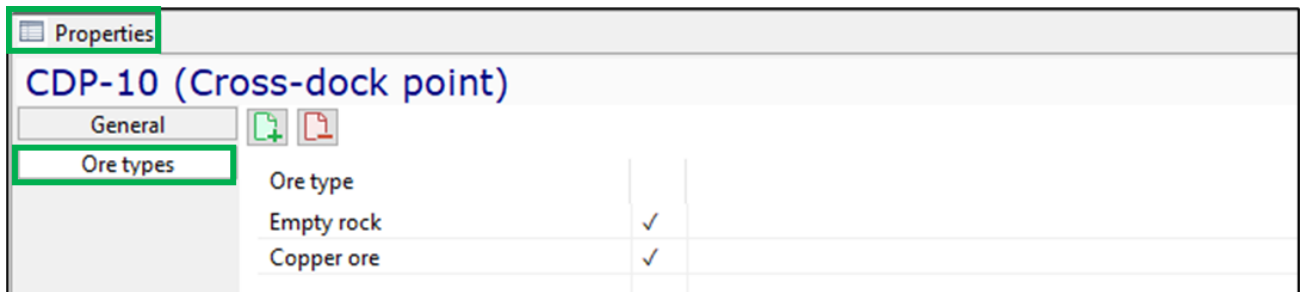 Properties
CDP-10 (Cross-dock point)
General
Ore types
Ore type
Empty rock ✓
Copper ore ✓